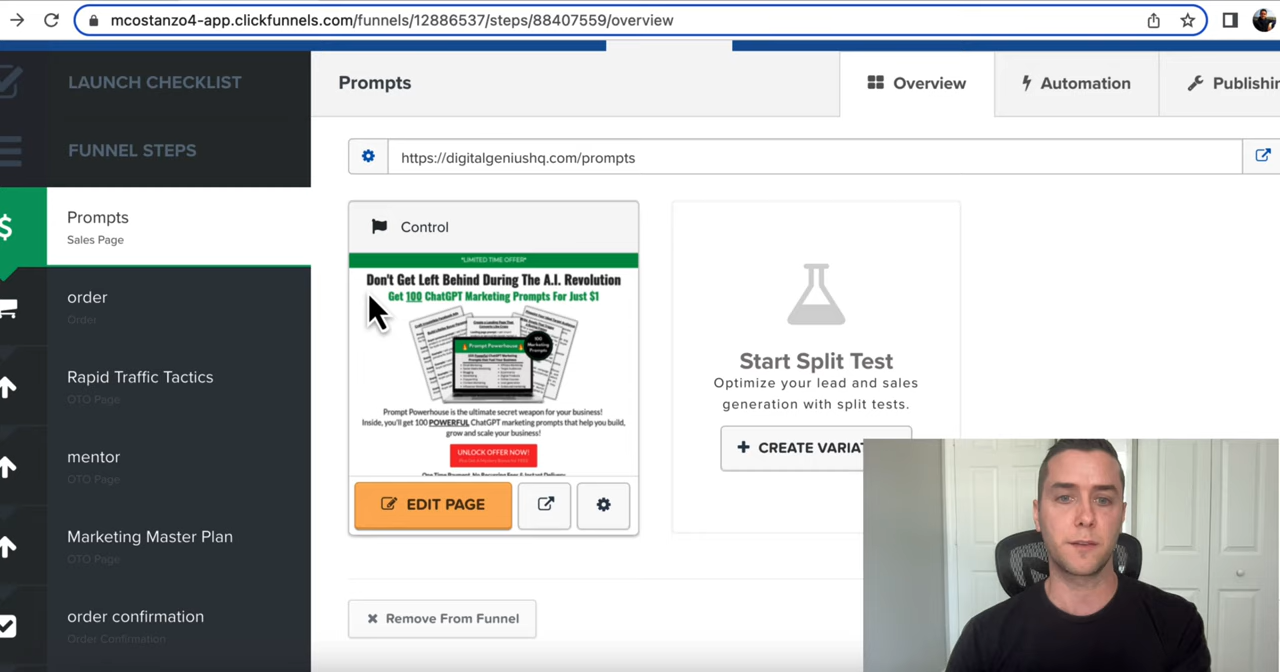 mcostanzo4-app.clickfunnels.com/funnels/12886537/steps/88407559/overview
LAUNCH CHECKLIST
FUNNEL STEPS
Prompts
Sales Page
order
Order
Rapid Traffic Tactics
OTO Page
mentor
OTO Page
Marketing Master Plan
OTO Page
order confirmation
Order Confirmation
Prompts
Overview
Automation
Publishin
https://digitalgeniushq.com/prompts
Control
*LIMITED TIME OFFER*
Don't Get Left Behind During The A.I. Revolution
Get 100 ChatGPT Marketing Prompts For Just $1
Prompt Powerhouse
100
Marketing
Prompts
Prompt Powerhouse is the ultimate secret weapon for your business!
Inside, you'll get 100 POWERFUL ChatGPT marketing prompts that help you build,
grow and scale your business!
UNLOCK OFFER NOW!
EDIT PAGE
Start Split Test
Optimize your lead and sales
generation with split tests.
+ CREATE VARIAT
Remove From Funnel